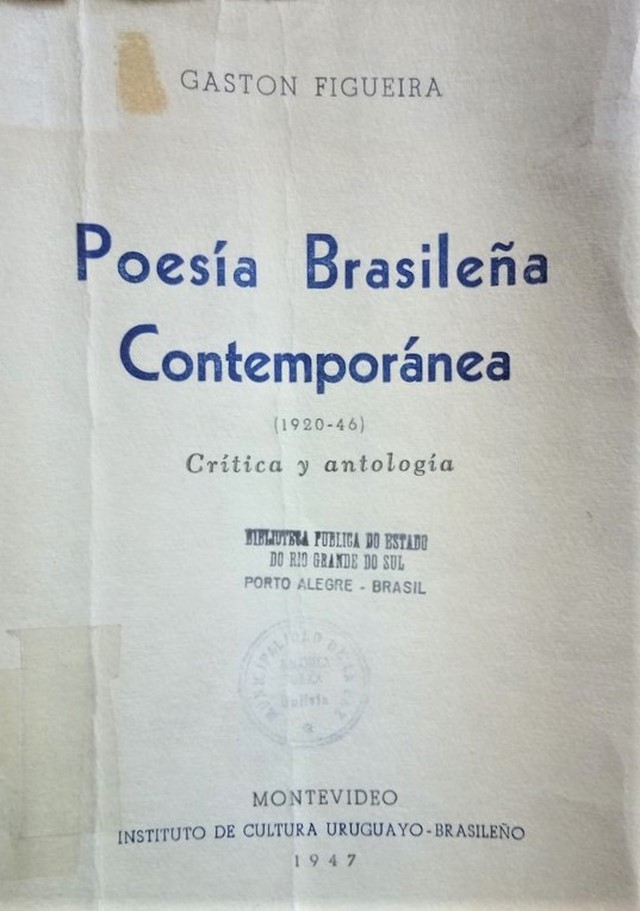 GASTON FIGUEIRA
Poesía Brasileña
Contemporánea
(1920-46)
Crítica y antología
BIBLIOTECA PUBLICA DO ESTADO
DO RIO GRANDE DO SUL
PORTO ALEGRE - BRASIL
MONTEVIDEO
INSTITUTO DE CULTURA URUGUAYO-BRASILEÑO
1947